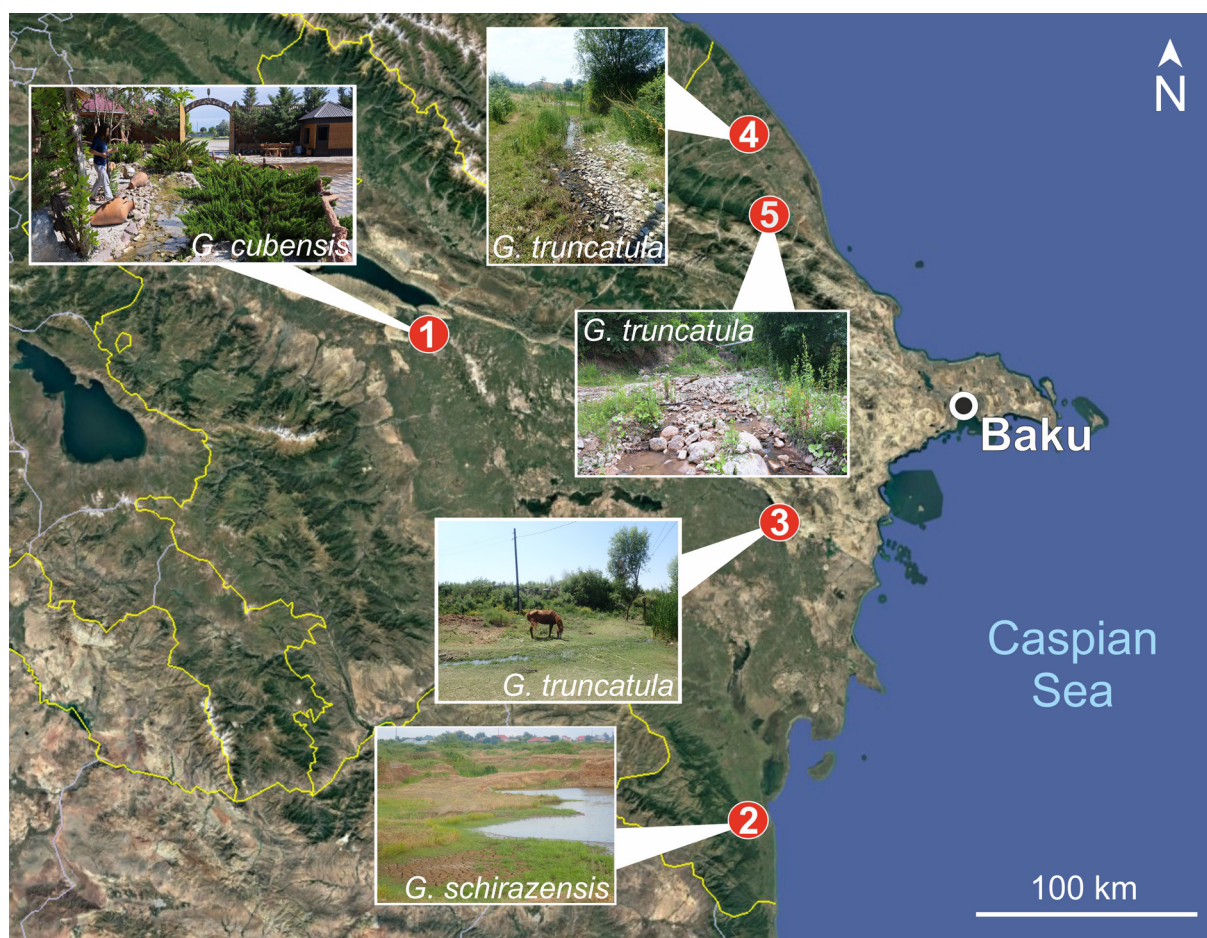 N
G. cubensis
G. truncatula
4
5
1
G. truncatula
Baku
3
G. truncatula
Caspian
Sea
2
G. schirazensis
100 km